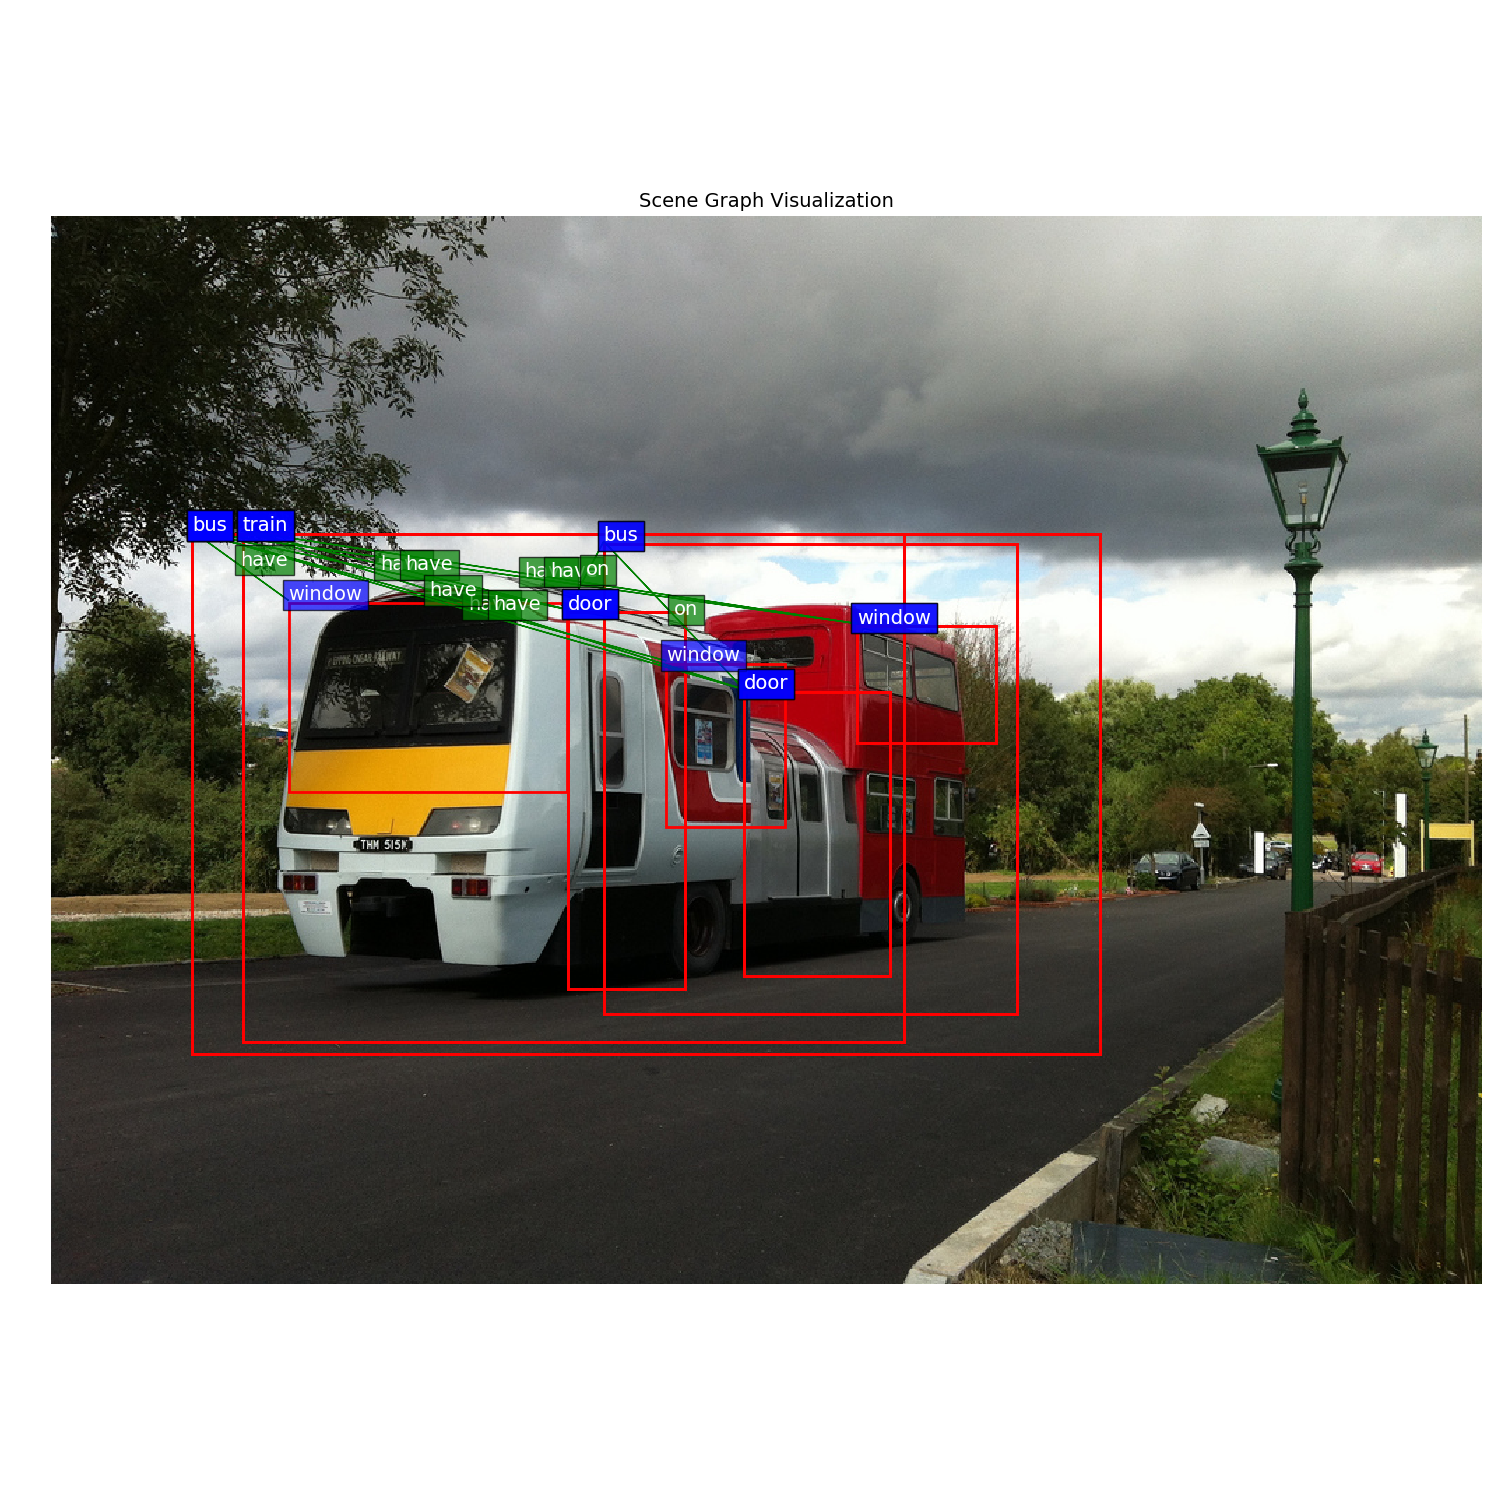 Scene Graph Visualization
bus train
bus
have
ha
have
ha
hav
on
window
have
ha
have
door
on
window
window
door
EPPING ONGAR RAILWAY
THM 515M